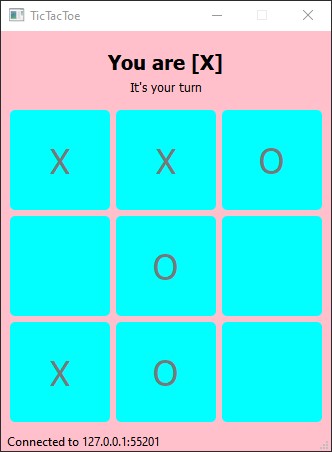 TicTacToe
You are [X]
It's your turn
X X O
O
X O
Connected to 127.0.0.1:55201